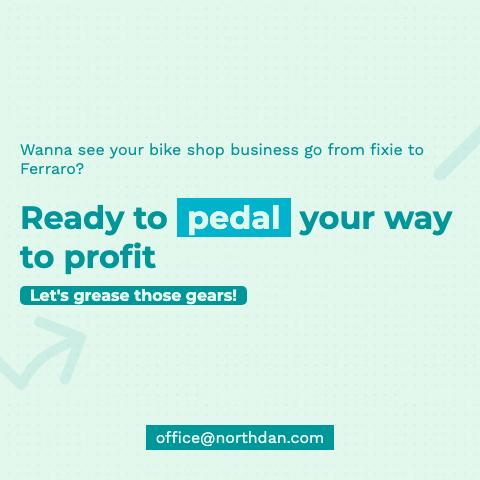 Wanna see your bike shop business go from fixie to
Ferraro?
Ready to pedal your way
to profit
Let's grease those gears!
office@northdan.com